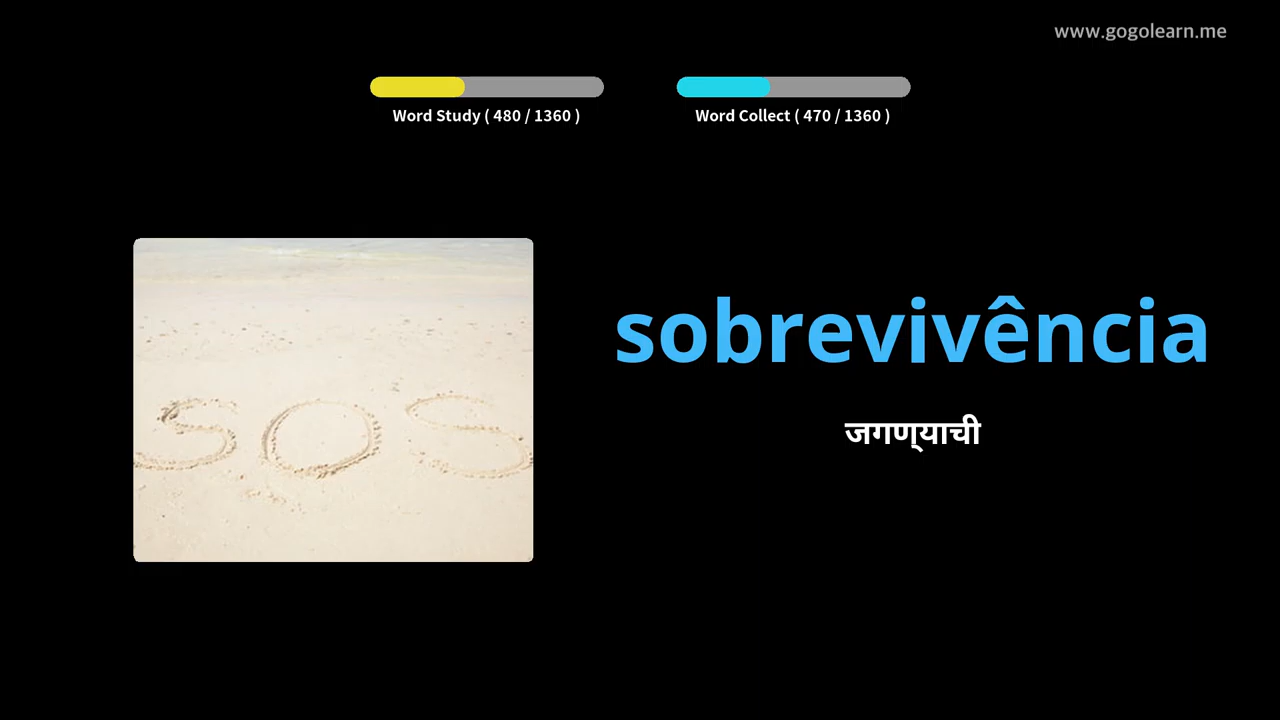 www.gogolearn.me
Word Study ( 480 / 1360 )
Word Collect ( 470 / 1360 )
SOS
sobrevivência
जगण्याची